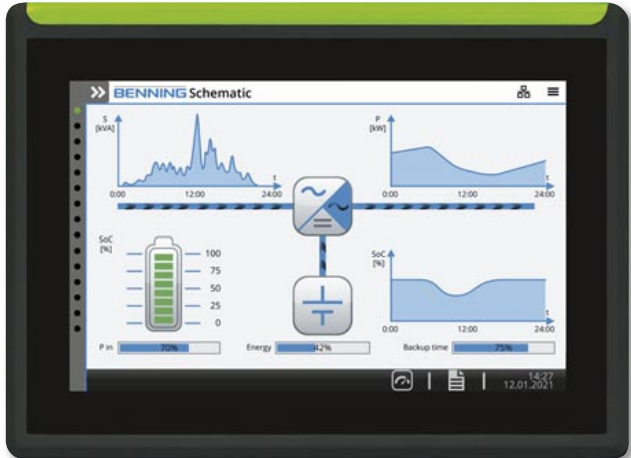 BENNING Schematic
S
[kVA]
t
0:00 12:00 24:00
P
[kW]
t
0:00 12:00 24:00
SoC
[%]
100
75
50
25
0
SoC
[%]
t
0:00 12:00 24:00
P in 70%
Energy 42%
Backup time 75%
14:27
12.01.2021